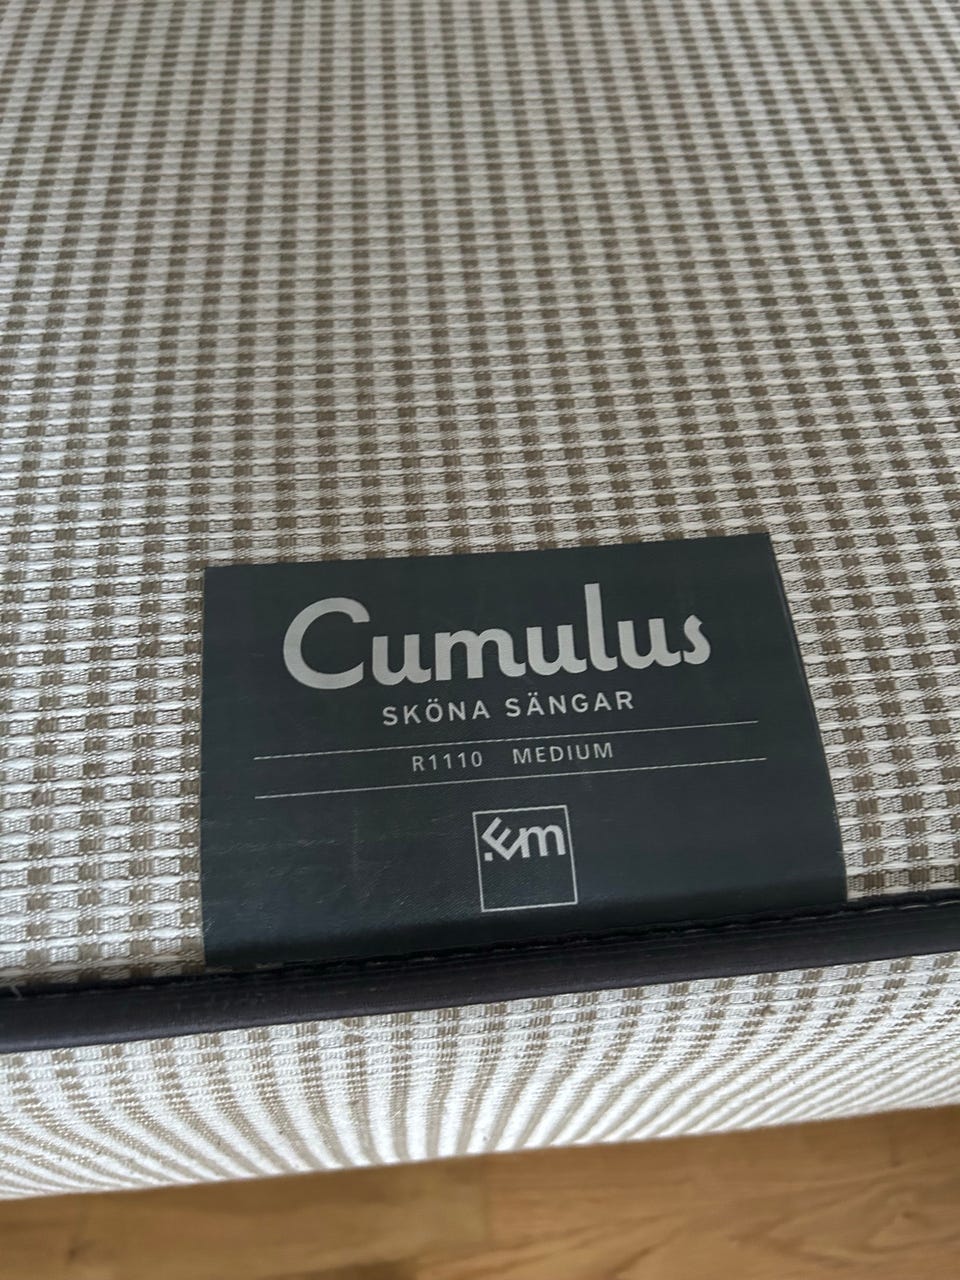 Cumulus
SKÖNA SÄNGAR
R1110 MEDIUM
Em